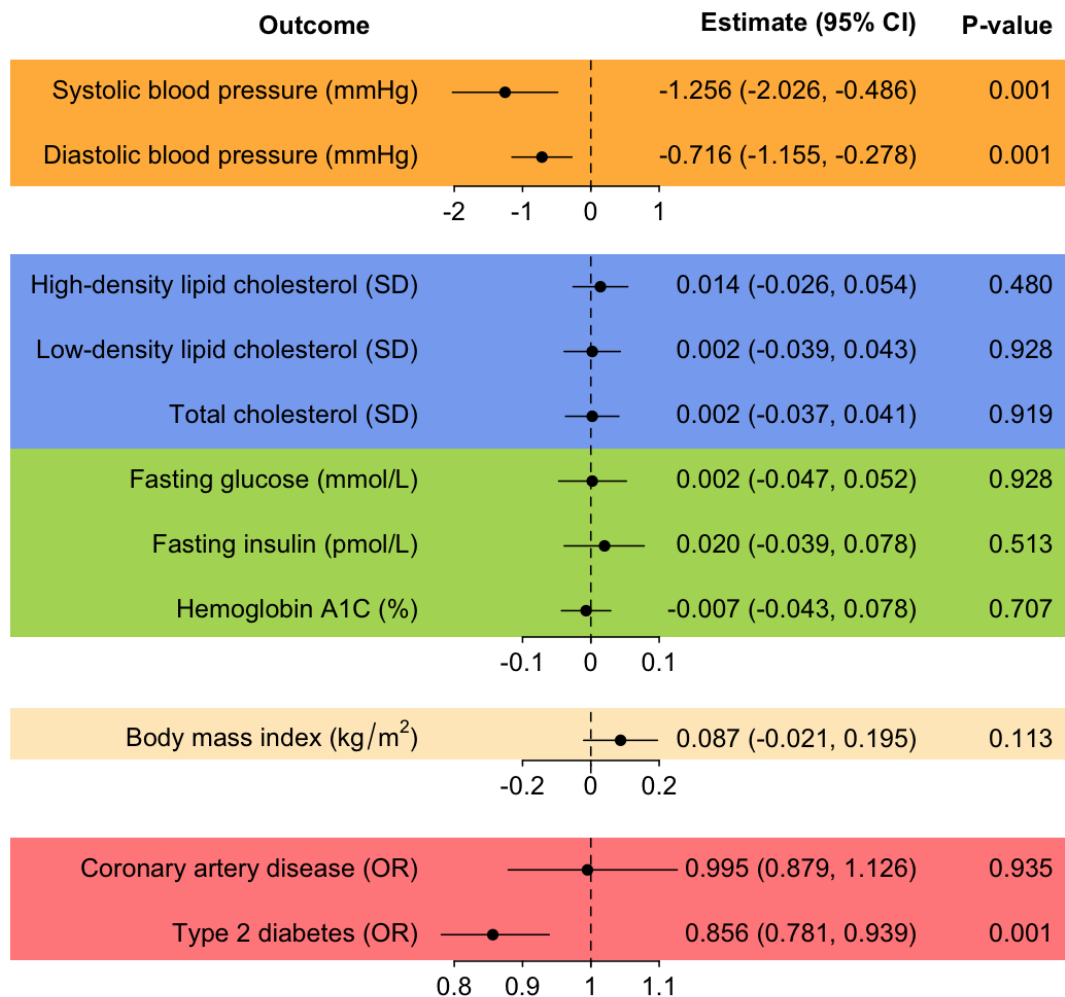 Outcome Estimate (95% CI) P-value
Systolic blood pressure (mmHg) -1.256 (-2.026, -0.486) 0.001
Diastolic blood pressure (mmHg) -0.716 (-1.155, -0.278) 0.001
-2 -1 0 1
High-density lipid cholesterol (SD) 0.014 (-0.026, 0.054) 0.480
Low-density lipid cholesterol (SD) 0.002 (-0.039, 0.043) 0.928
Total cholesterol (SD) 0.002 (-0.037, 0.041) 0.919
Fasting glucose (mmol/L) 0.002 (-0.047, 0.052) 0.928
Fasting insulin (pmol/L) 0.020 (-0.039, 0.078) 0.513
Hemoglobin A1C (%) -0.007 (-0.043, 0.078) 0.707
-0.1 0 0.1
Body mass index (kg/m²) 0.087 (-0.021, 0.195) 0.113
-0.2 0 0.2
Coronary artery disease (OR) 0.995 (0.879, 1.126) 0.935
Type 2 diabetes (OR) 0.856 (0.781, 0.939) 0.001
0.8 0.9 1 1.1